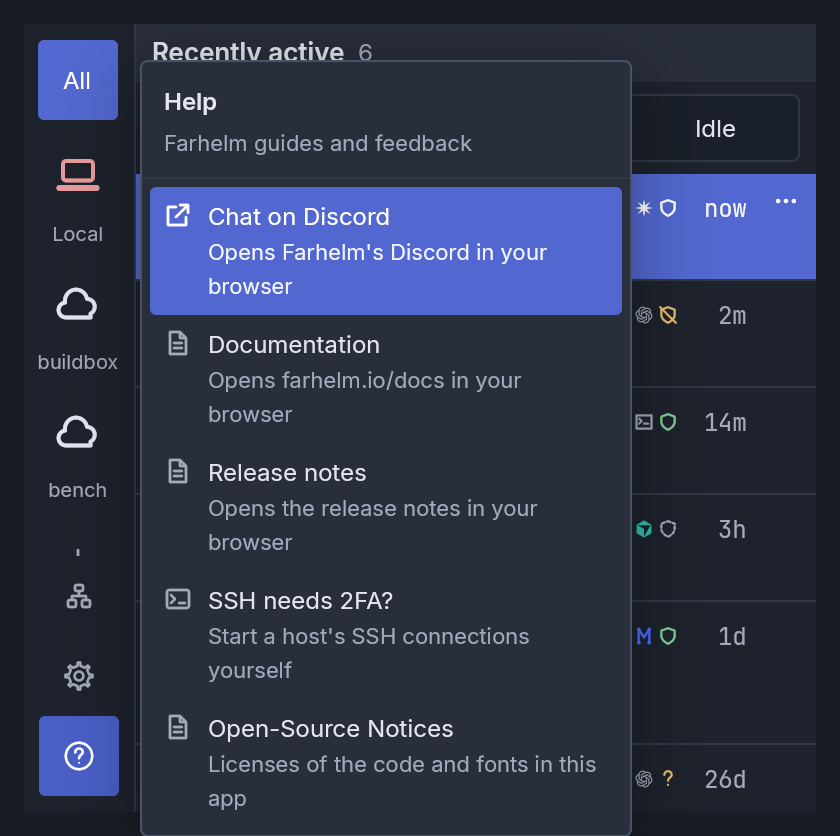 All
Local
buildbox
bench
Recently active 6
Help
Farhelm guides and feedback
Chat on Discord
Opens Farhelm's Discord in your
browser
Documentation
Opens farhelm.io/docs in your
browser
Release notes
Opens the release notes in your
browser
SSH needs 2FA?
Start a host's SSH connections
yourself
Open-Source Notices
Licenses of the code and fonts in this
app
Idle
now
2m
14m
3h
1d
26d